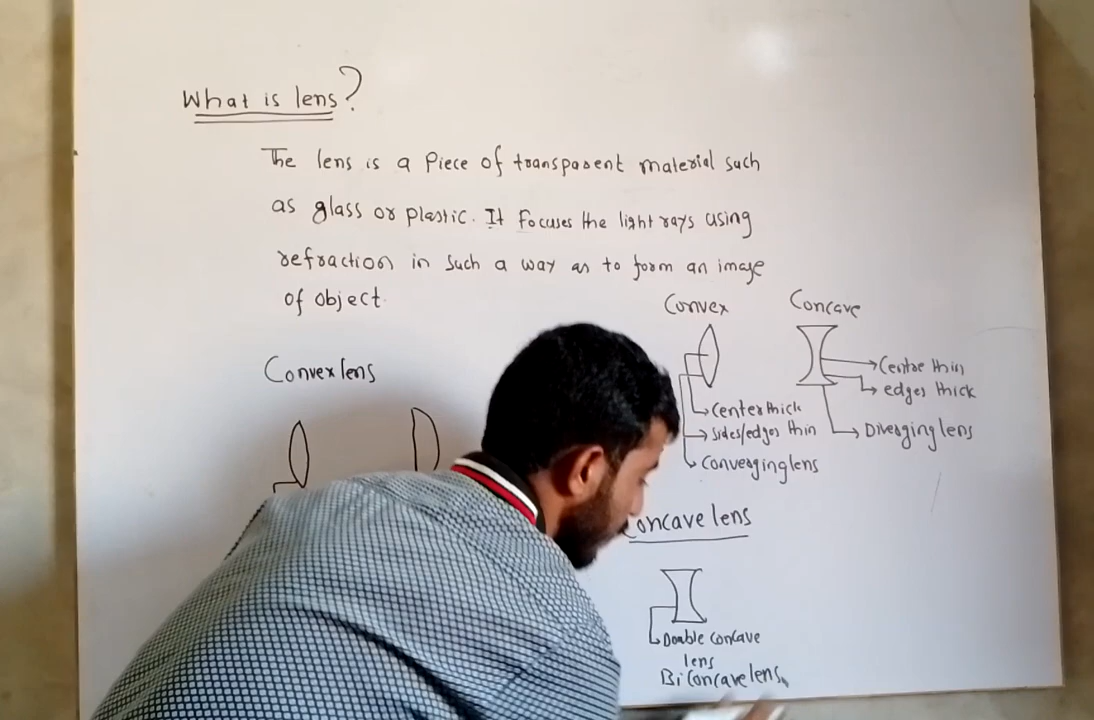 What is lens?
The lens is a Piece of transparent material such
as glass or plastic. It focuses the light rays using
refraction in such a way as to form an image
of object.
Convex
Concave
Center thick
Sides/edges thin
Converging lens
Centre thin
edges thick
Diverging lens
Convex lens
Concave lens
Double concave
lens
Bi Concave lens